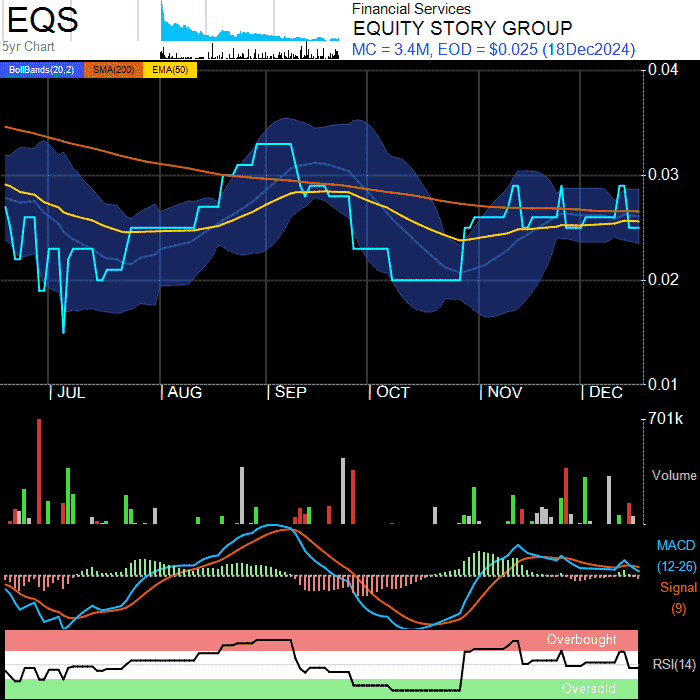 EQS
5yr Chart
Financial Services
EQUITY STORY GROUP
MC = 3.4M, EOD = $0.025 (18Dec2024)
BollBands(20,2) SMA(200) EMA(50)
0.04
0.03
0.02
0.01
JUL AUG SEP OCT NOV DEC
701k
Volume
MACD
(12-26)
Signal
(9)
Overbought
RSI(14)
Oversold